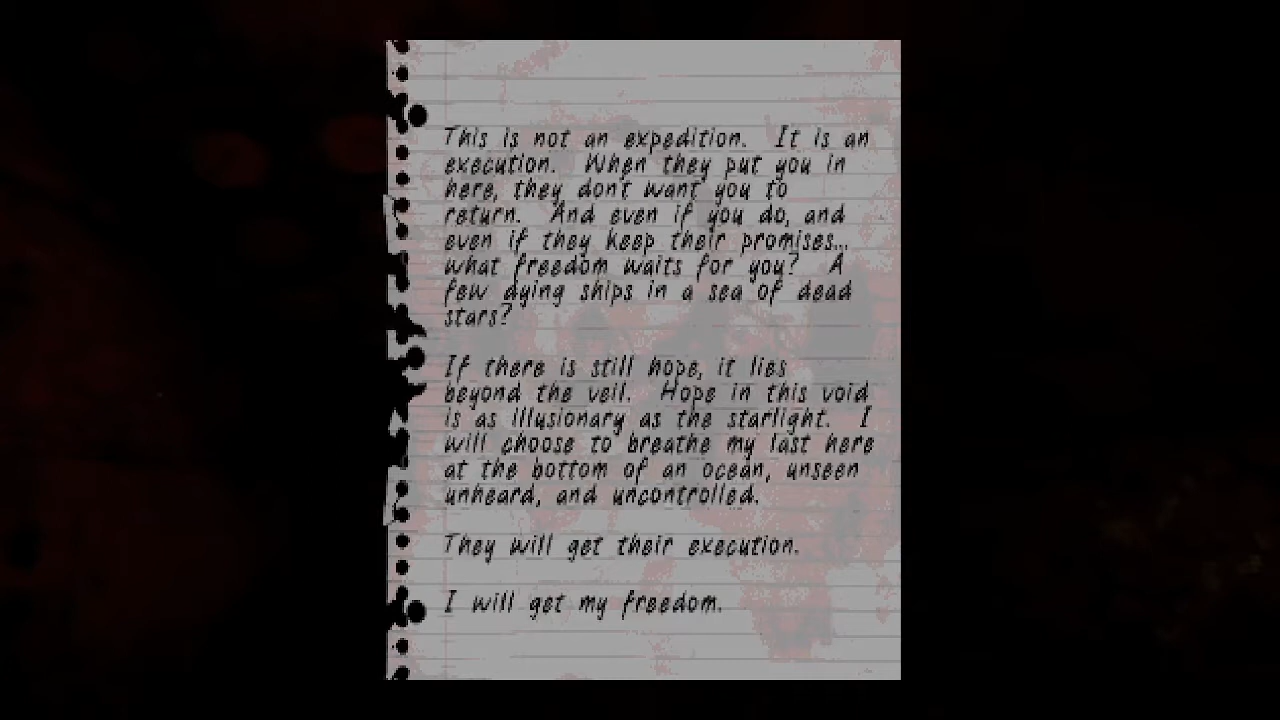 This is not an expedition.  It is an
execution.  When they put you in
here, they don't want you to
return.  And even if you do, and
even if they keep their promises...
what freedom waits for you?  A
few dying ships in a sea of dead
stars?
If there is still hope, it lies
beyond the veil.  Hope in this void
is as illusionary as the starlight.  I
will choose to breathe my last here
at the bottom of an ocean, unseen
unheard, and uncontrolled.
They will get their execution.
I will get my freedom.